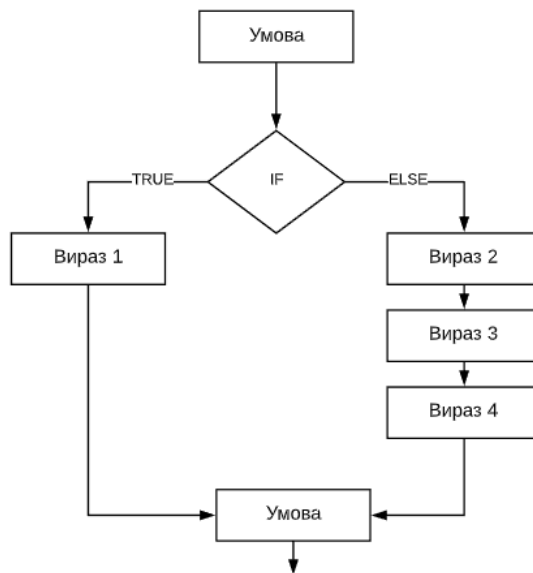 Умова
IF
TRUE
ELSE
Вираз 1
Вираз 2
Вираз 3
Вираз 4
Умова